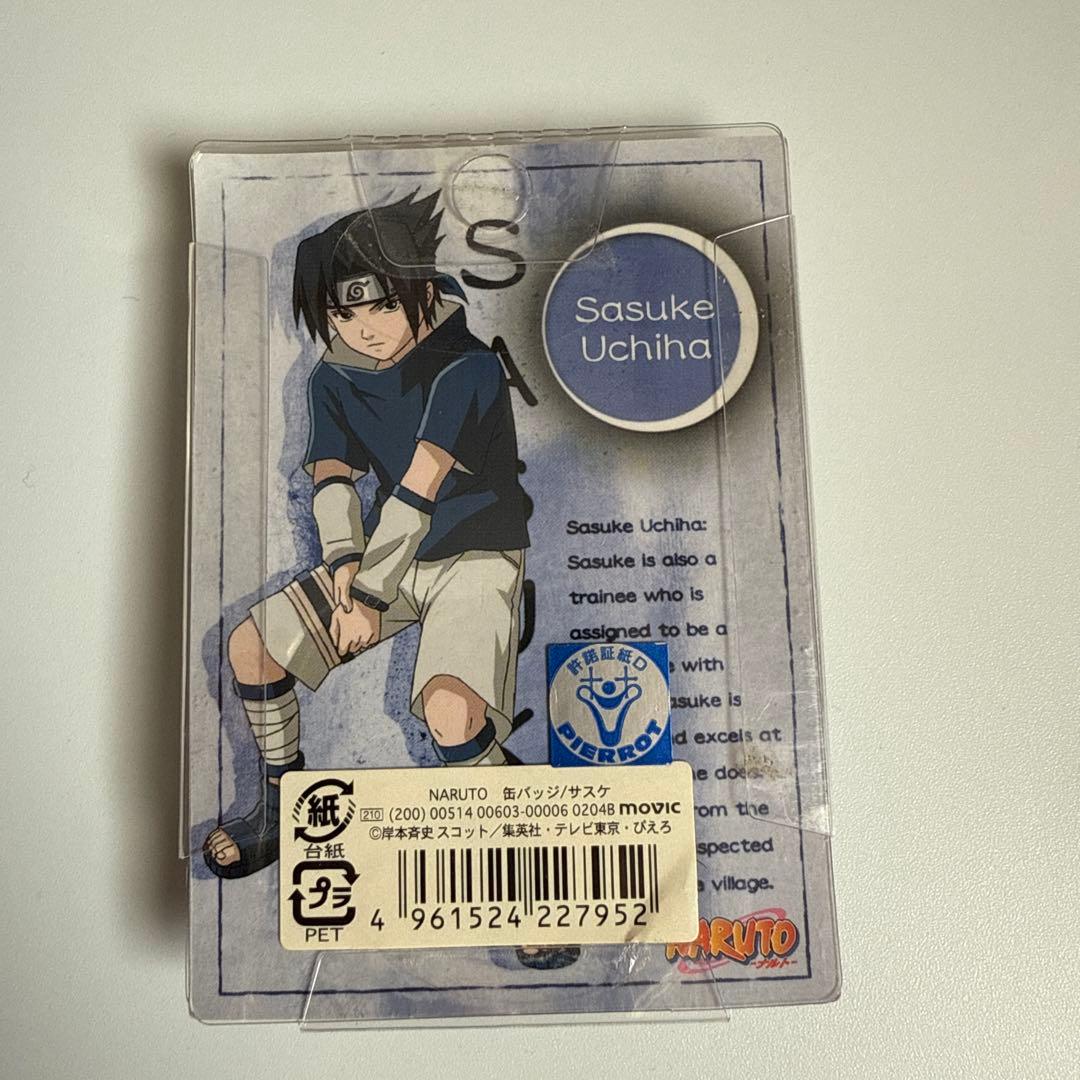 S
A
Sasuke
Uchiha
Sasuke Uchiha:
Sasuke is also a
trainee who is
assigned to be a
with
asuke is
excels at
from the
village.
許諾証紙D
PIERROT
NARUTO 缶バッジ/サスケ
210 (200) 00514 00603-00006 0204B movic
©岸本斉史 スコット／集英社・テレビ東京・ぴえろ
紙
台紙
プラ
PET
4 961524 227952
NARUTO
-ナルト-